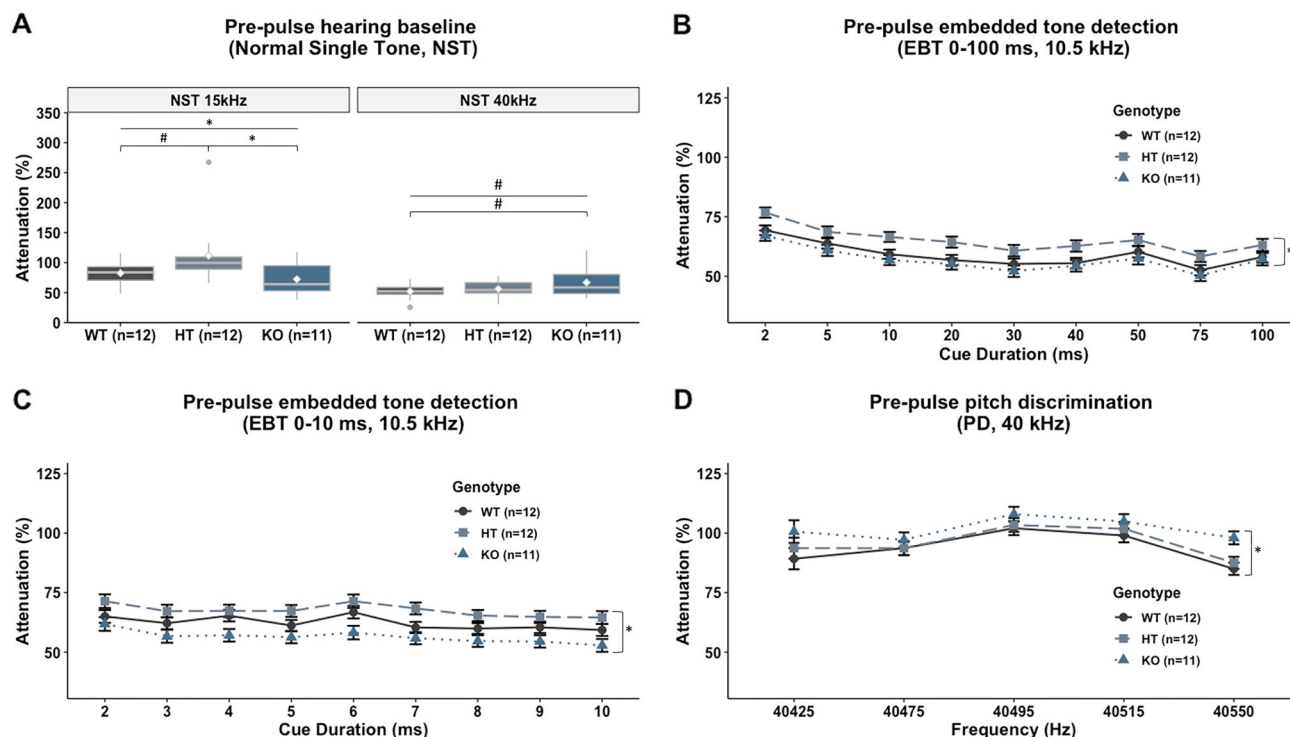 A
Pre-pulse hearing baseline
(Normal Single Tone, NST)
NST 15kHz
NST 40kHz
350
300
250
200
150
100
50
0
Attenuation (%)
*
#
*
#
#
WT (n=12)
HT (n=12)
KO (n=11)
WT (n=12)
HT (n=12)
KO (n=11)
B
Pre-pulse embedded tone detection
(EBT 0-100 ms, 10.5 kHz)
125
100
75
50
Attenuation (%)
Genotype
WT (n=12)
HT (n=12)
KO (n=11)
*
2 5 10 20 30 40 50 75 100
Cue Duration (ms)
C
Pre-pulse embedded tone detection
(EBT 0-10 ms, 10.5 kHz)
125
100
75
50
Attenuation (%)
Genotype
WT (n=12)
HT (n=12)
KO (n=11)
*
2 3 4 5 6 7 8 9 10
Cue Duration (ms)
D
Pre-pulse pitch discrimination
(PD, 40 kHz)
125
100
75
50
Attenuation (%)
*
Genotype
WT (n=12)
HT (n=12)
KO (n=11)
40425 40475 40495 40515 40550
Frequency (Hz)